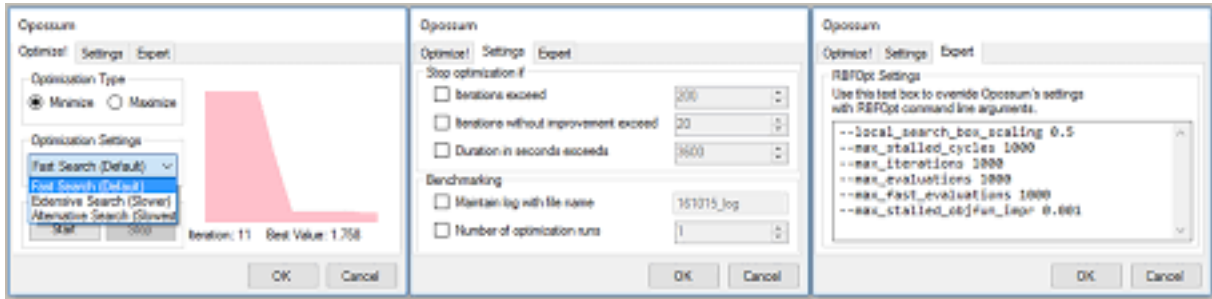 Opossum
Optimize! Settings Expert
Optimization Type
Minimize Maximize
Optimization Settings
Fast Search (Default)
Fast Search (Default)
Extensive Search (Slower)
Alternative Search (Slowest
Start Stop
Iteration: 11 Best Value: 1.758
OK Cancel
Opossum
Optimize! Settings Expert
Stop optimization if
Iterations exceed 200
Iterations without improvement exceed 20
Duration in seconds exceeds 3600
Benchmarking
Maintain log with file name 161015_log
Number of optimization runs 1
OK Cancel
Opossum
Optimize! Settings Expert
RBFOpt Settings
Use this text box to override Opossum's settings
with RBFOpt command line arguments.
--local_search_box_scaling 0.5
--max_stalled_cycles 1000
--max_iterations 1000
--max_evaluations 1000
--max_fast_evaluations 1000
--max_stalled_objfun_impr 0.001
OK Cancel